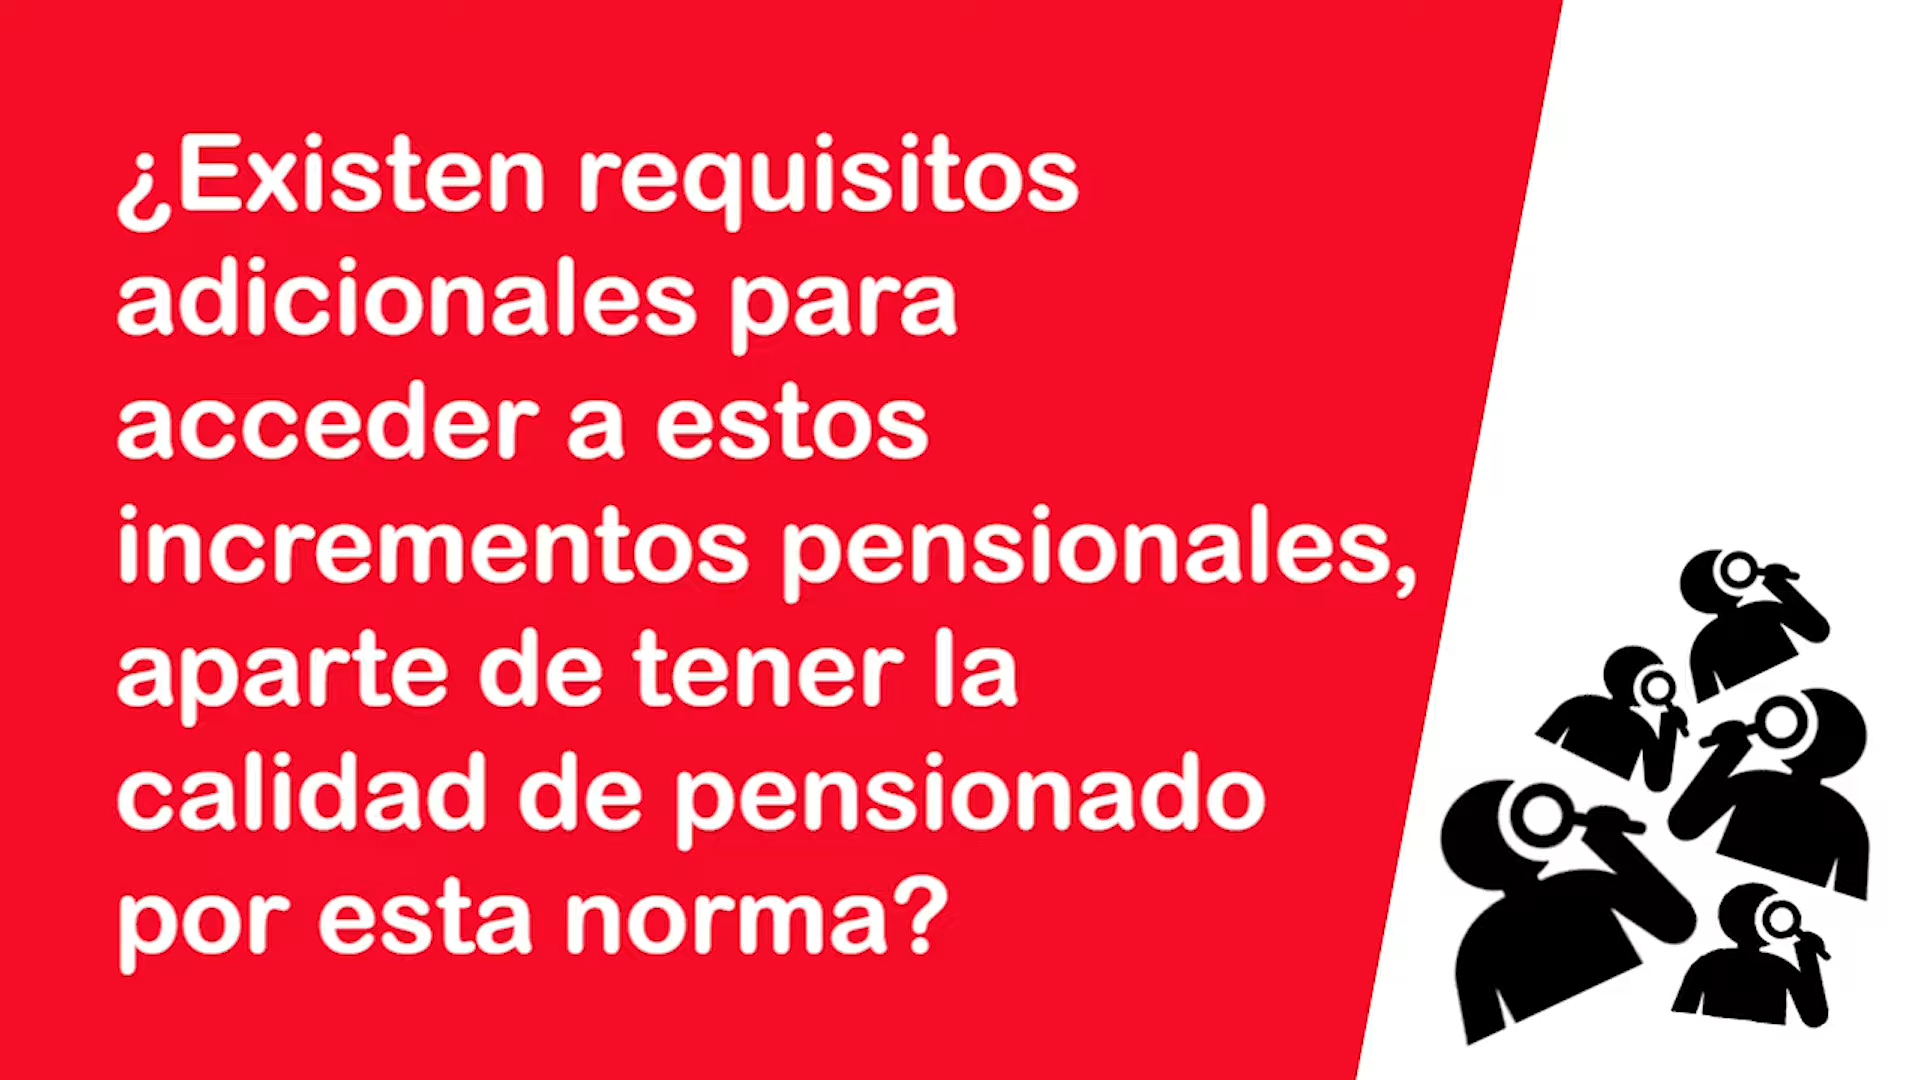 ¿Existen requisitos
adicionales para
acceder a estos
incrementos pensionales,
aparte de tener la
calidad de pensionado
por esta norma?